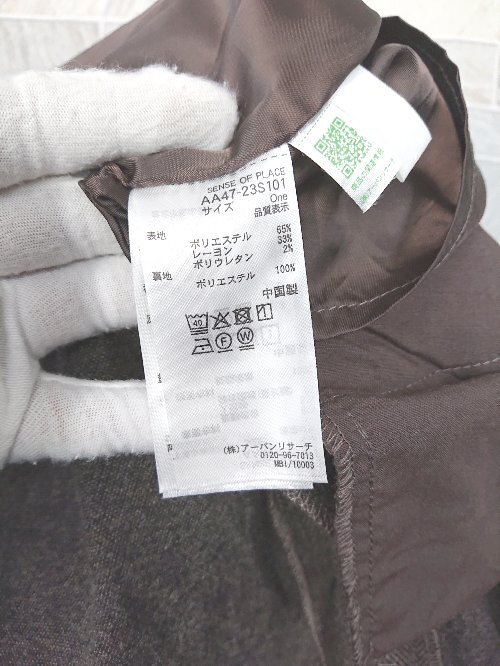 SENSE OF PLACE
AA47-23S101
サイズ One
品質表示
表地 ポリエステル 65%
レーヨン 33%
ポリウレタン 2%
裏地 ポリエステル 100%
中国製
40
F W
(株)アーバンリサーチ
0120-96-7013
MBI/10003